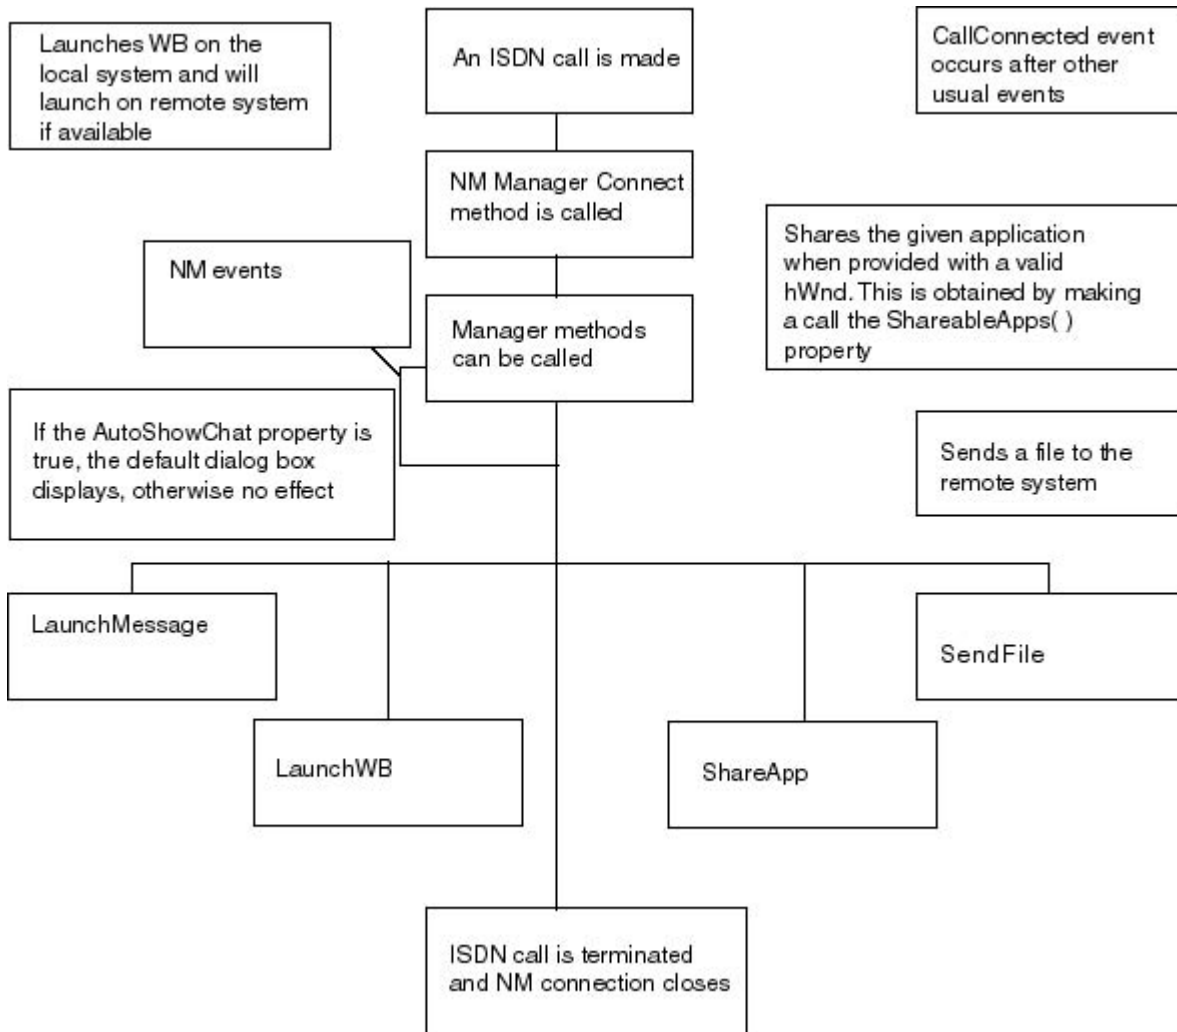 Launches WB on the
local system and will
launch on remote system
if available
An ISDN call is made
CallConnected event
occurs after other
usual events
NM Manager Connect
method is called
Shares the given application
when provided with a valid
hWnd. This is obtained by making
a call the ShareableApps( )
property
NM events
Manager methods
can be called
If the AutoShowChat property is
true, the default dialog box
displays, otherwise no effect
Sends a file to the
remote system
LaunchMessage
SendFile
LaunchWB
ShareApp
ISDN call is terminated
and NM connection closes